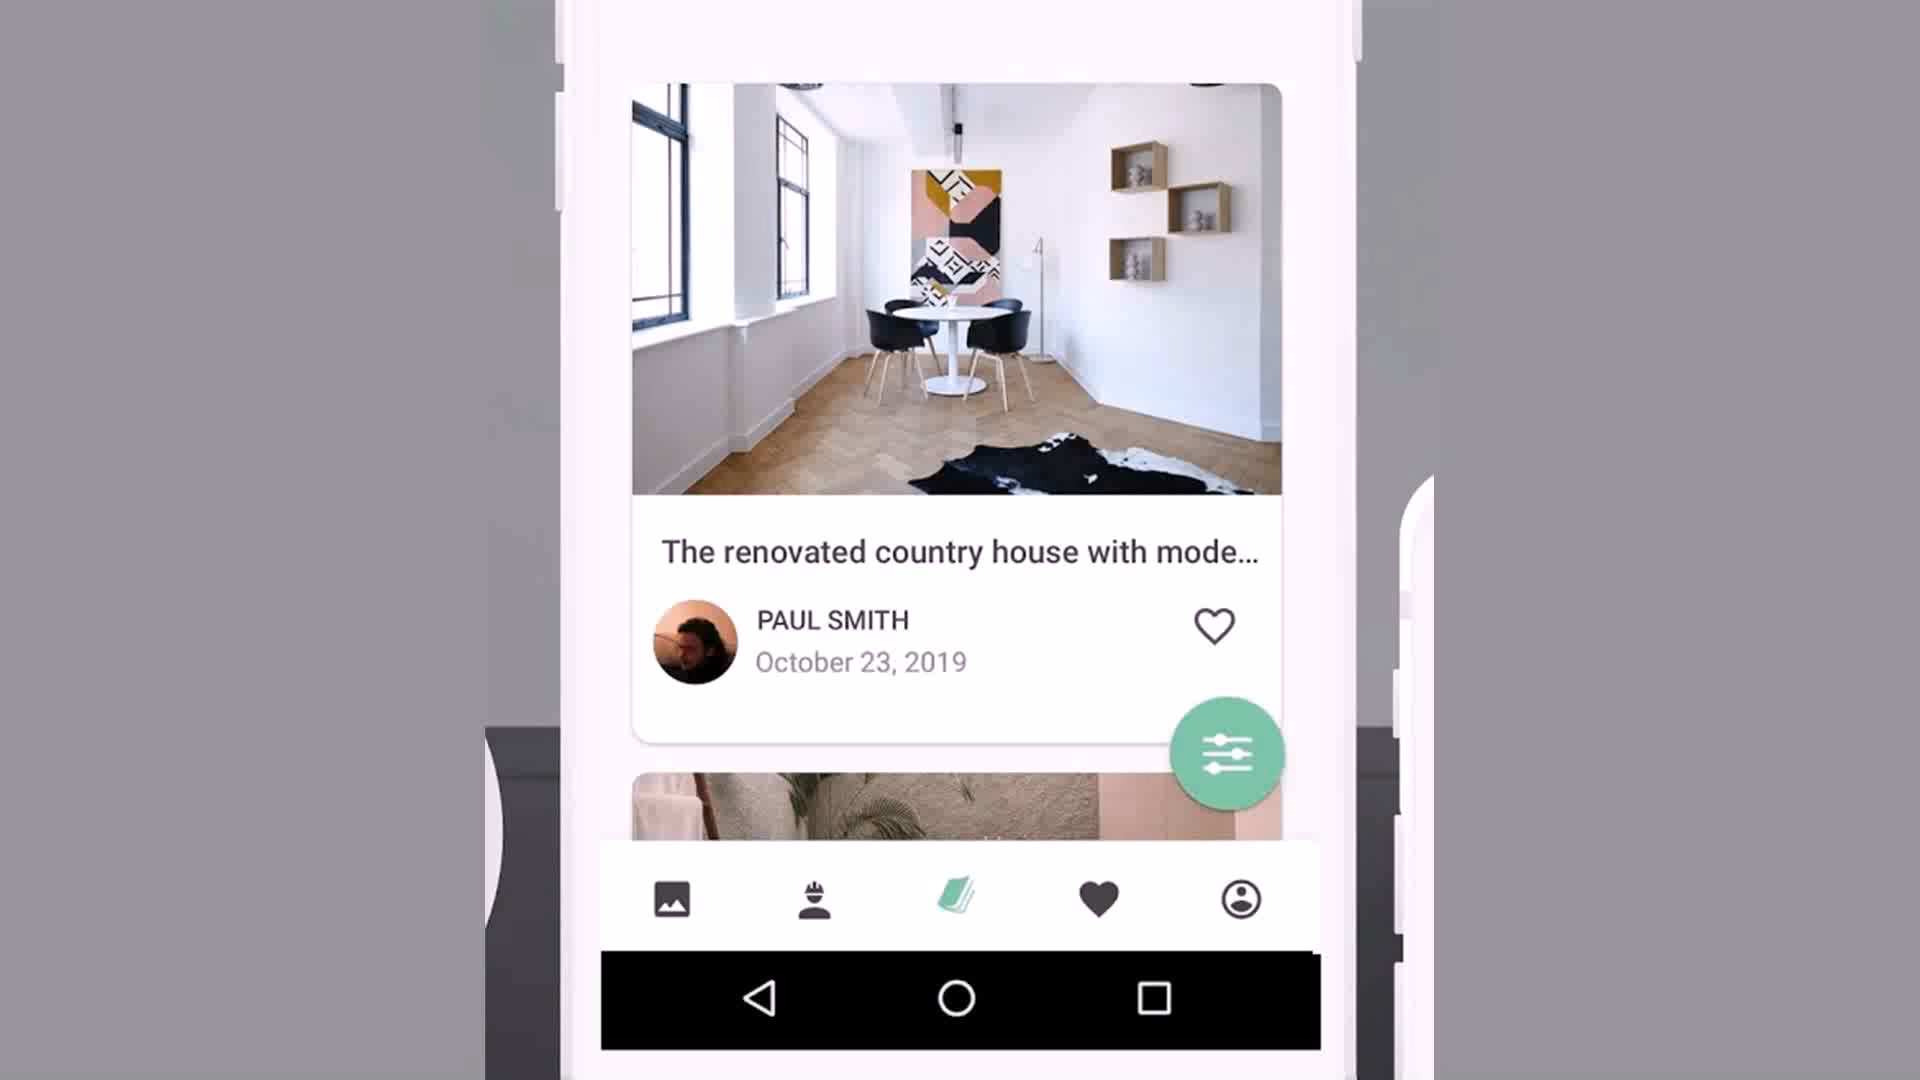 The renovated country house with mode...
PAUL SMITH
October 23, 2019